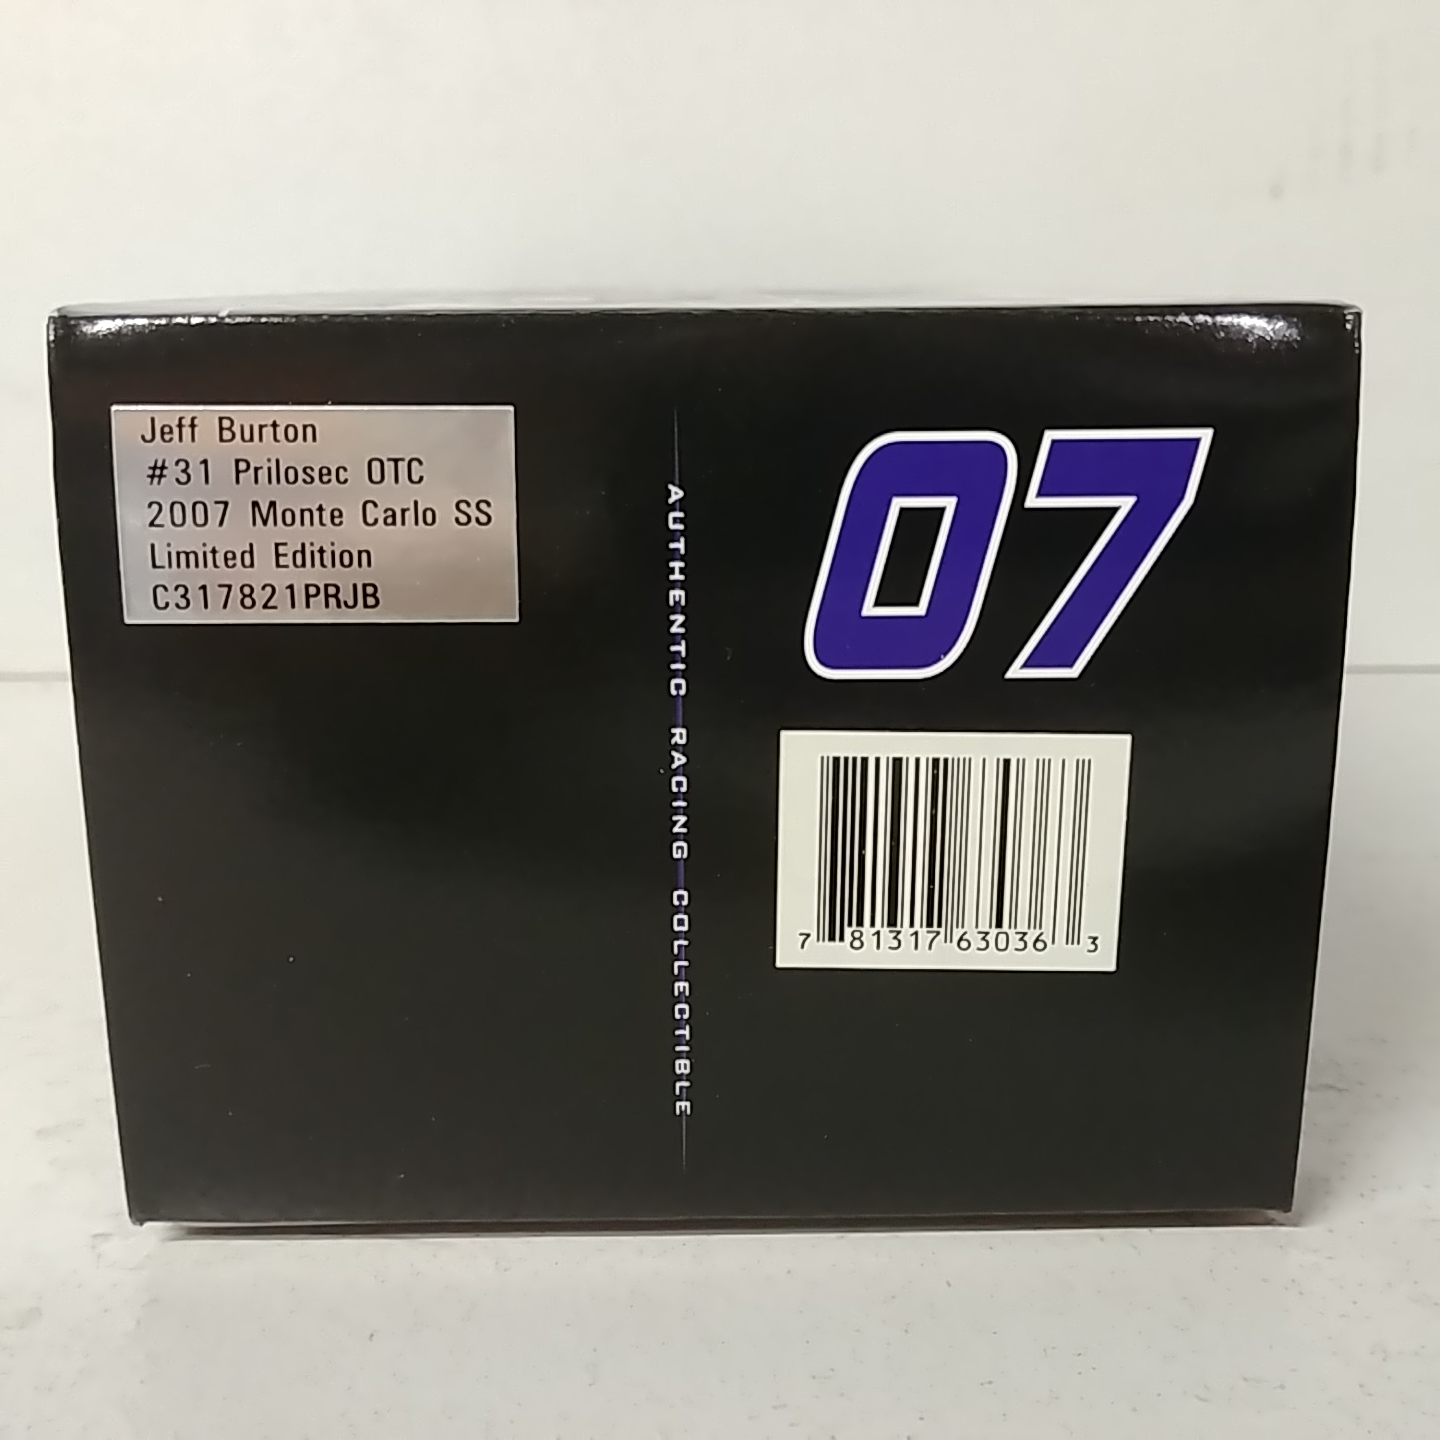 Jeff Burton
#31 Prilosec OTC
2007 Monte Carlo SS
Limited Edition
C317821PRJB
AUTHENTIC RACING COLLECTIBLE
07
7 81317 63036 3